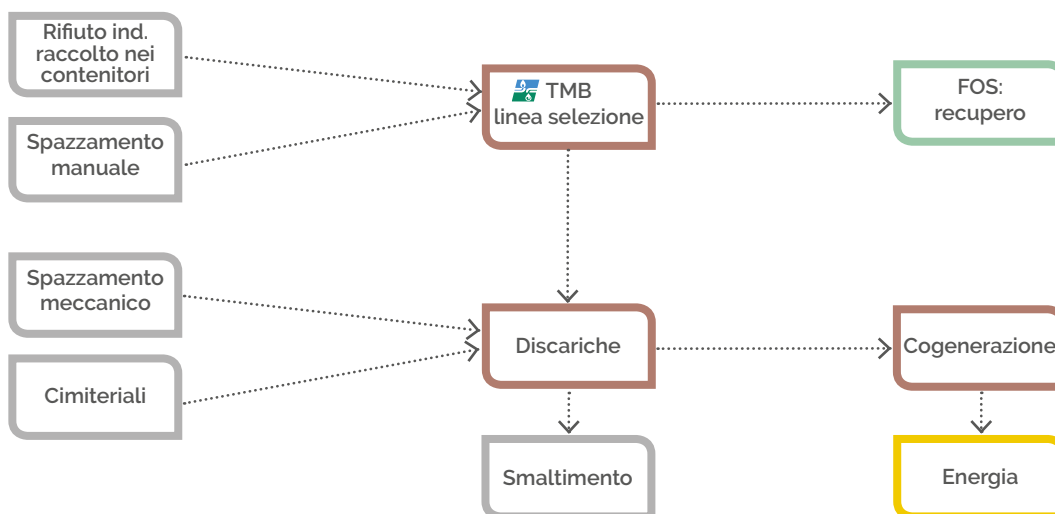 Rifiuto ind.
raccolto nei
contenitori
TMB
linea selezione
FOS:
recupero
Spazzamento
manuale
Spazzamento
meccanico
Discariche
Cogenerazione
Cimiteriali
Smaltimento
Energia